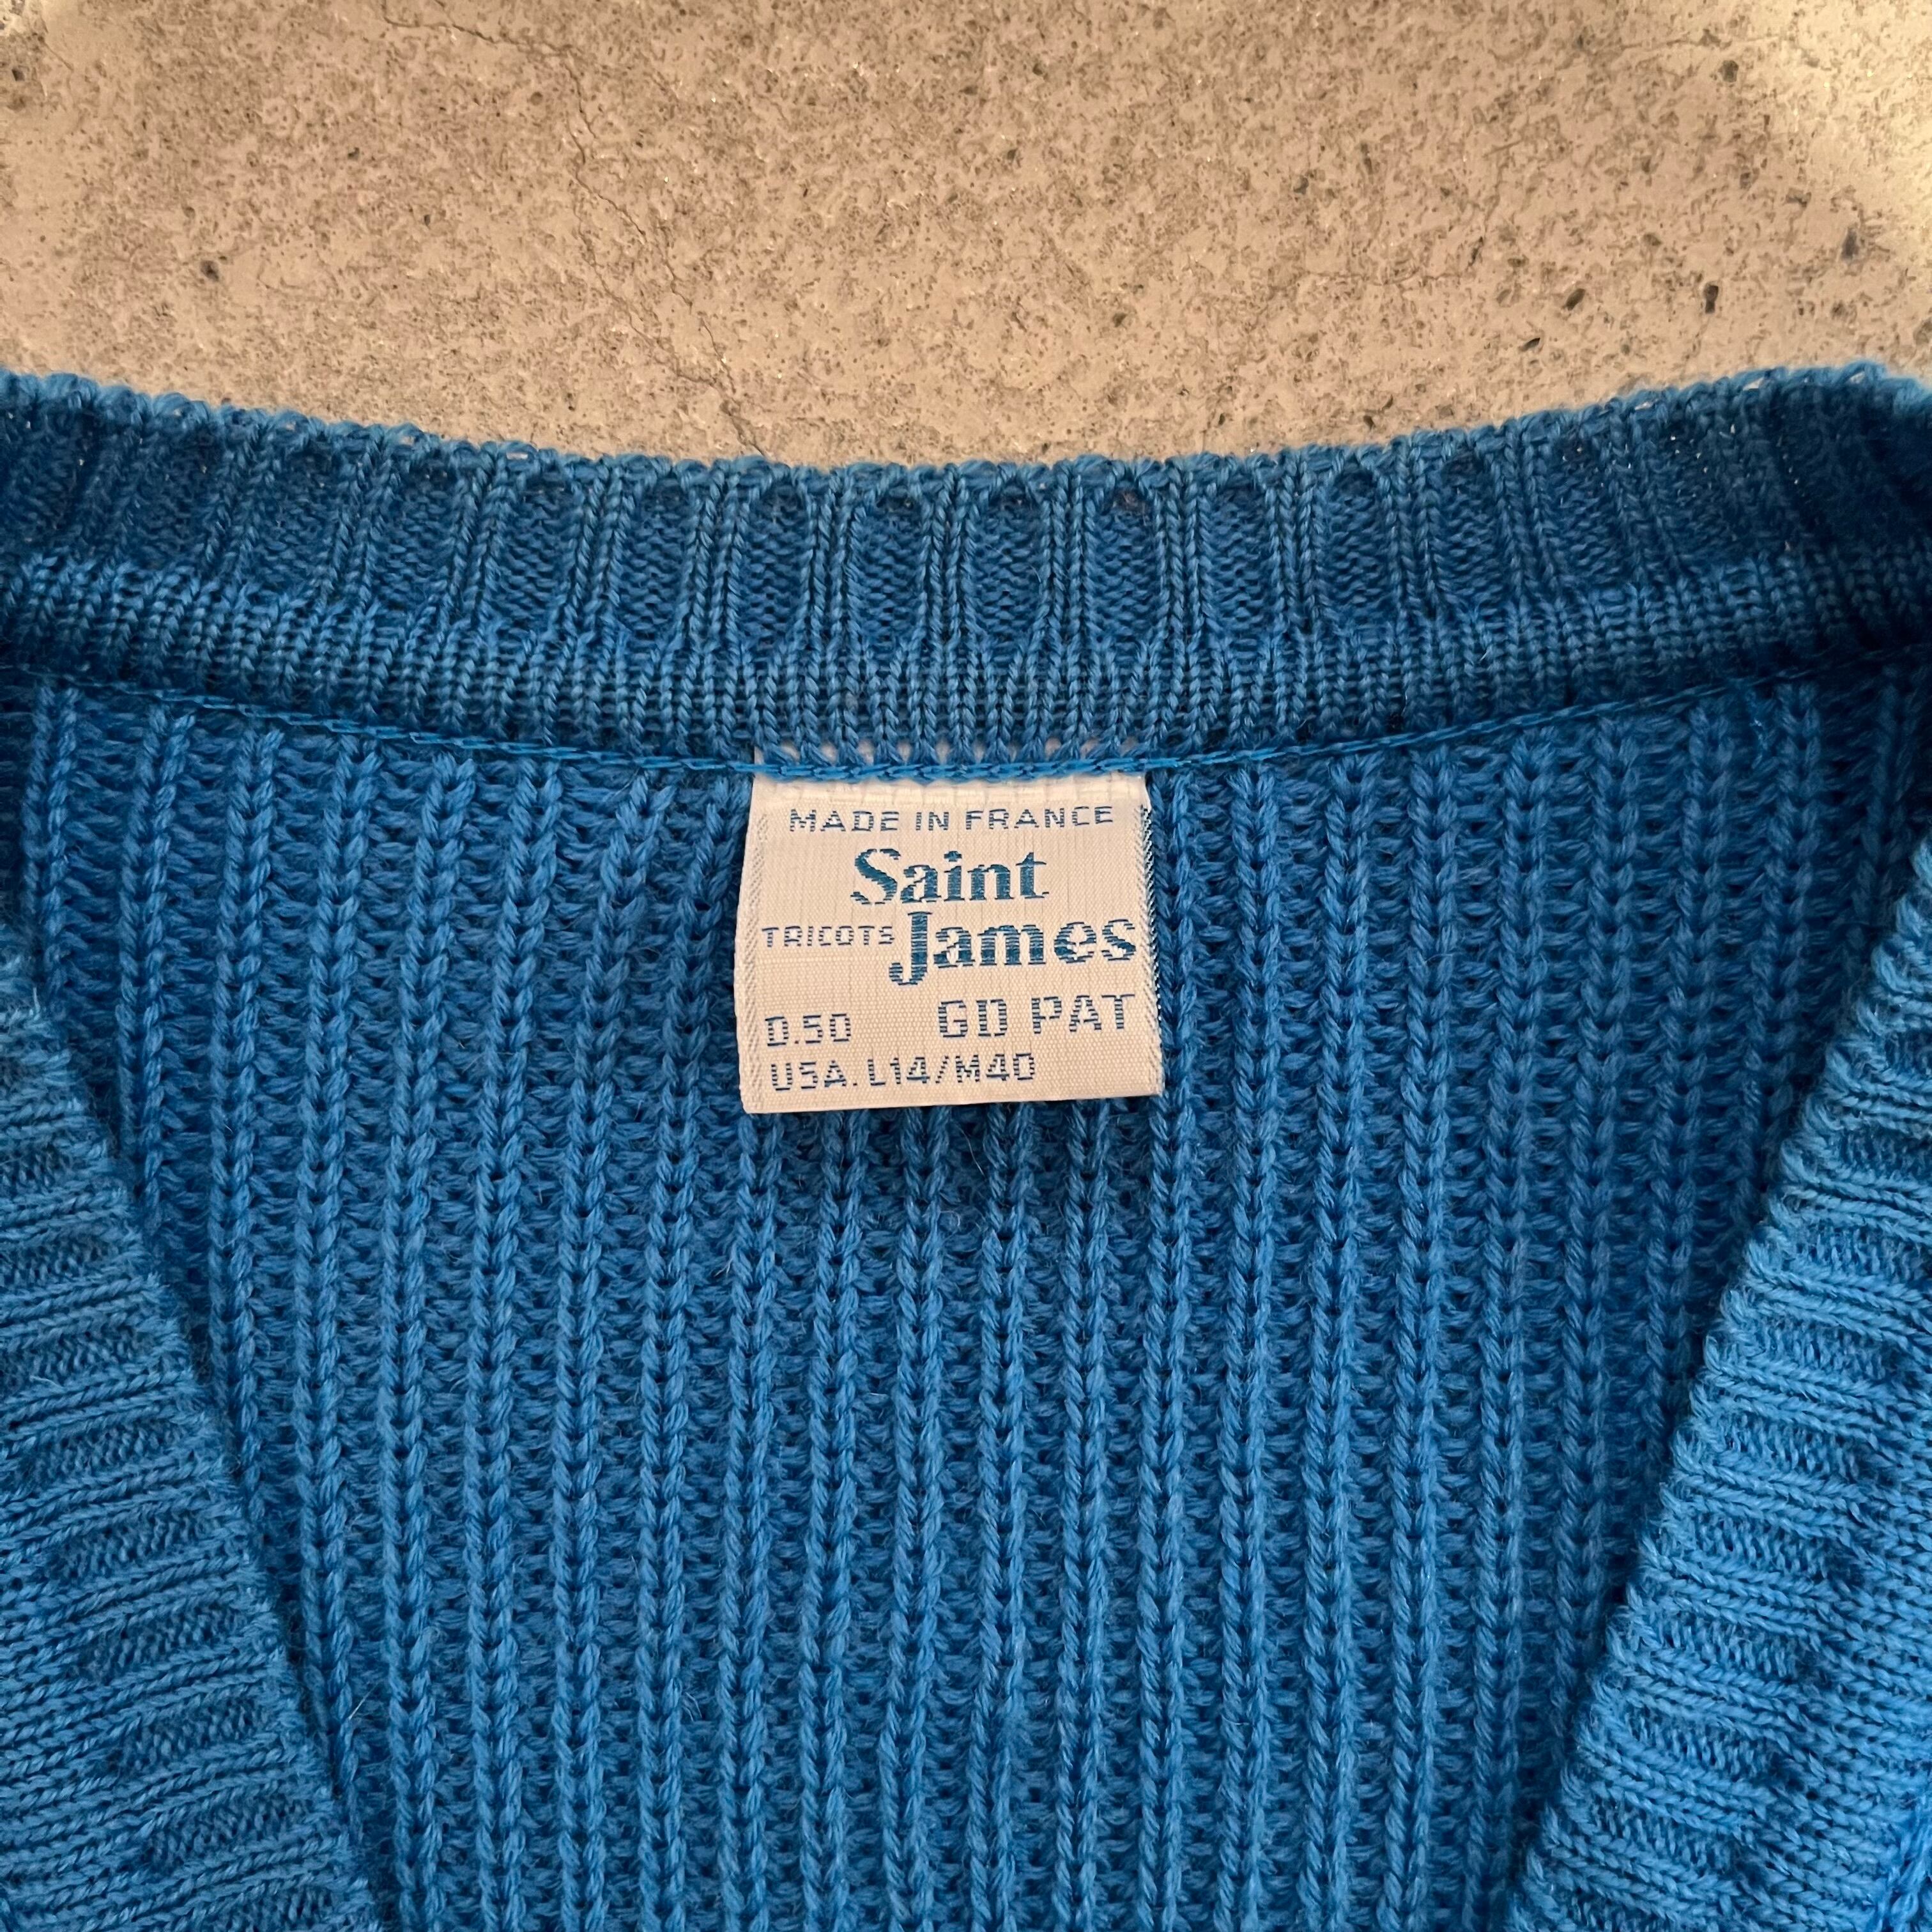 MADE IN FRANCE
Saint
TRICOTS James
D.50 GD PAT
USA. L14/M40